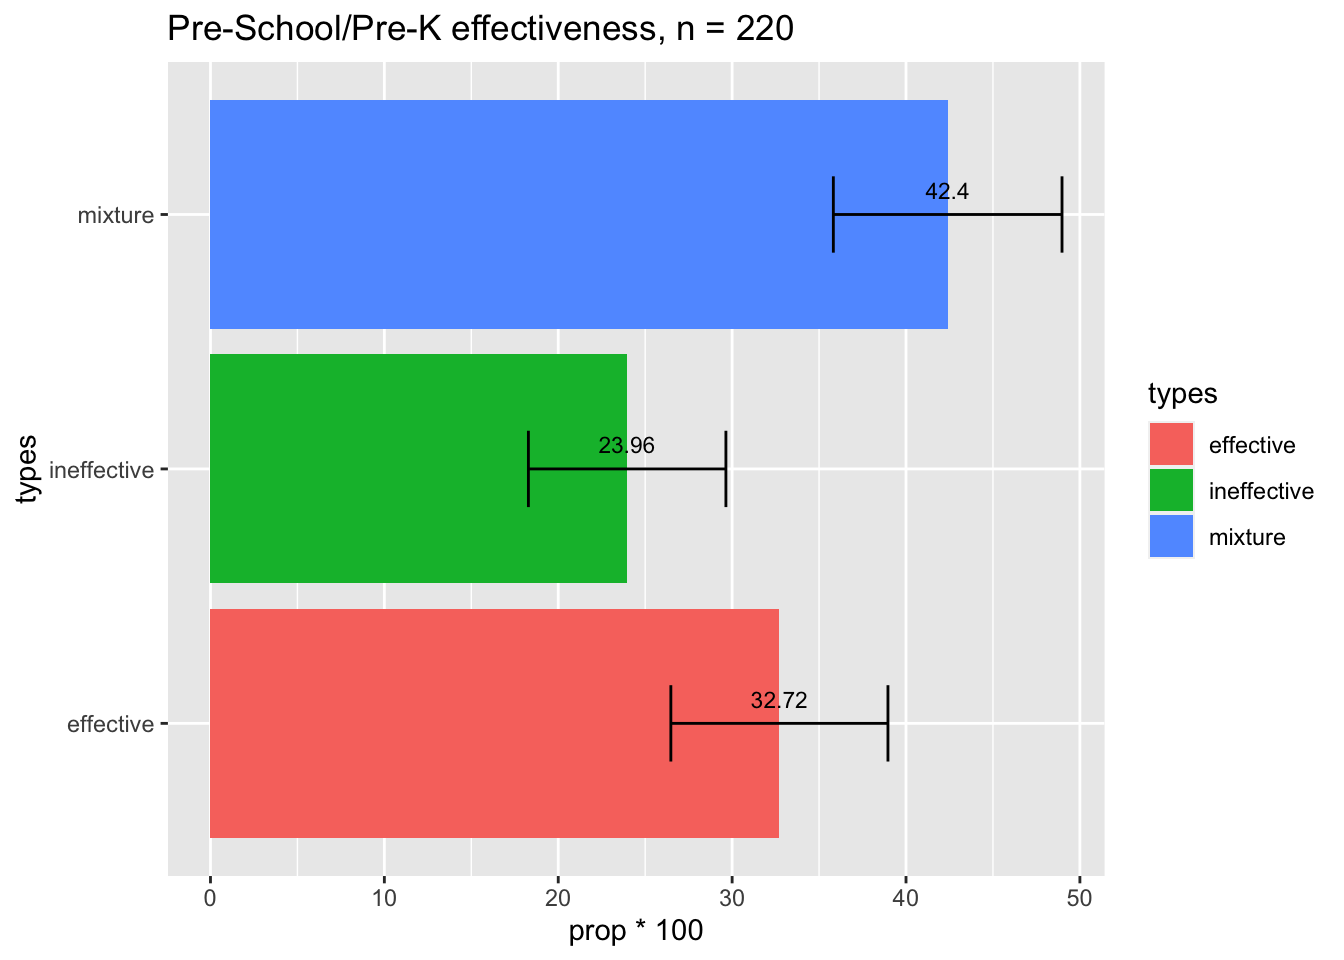 Pre-School/Pre-K effectiveness, n = 220
types
mixture
ineffective
effective
42.4
23.96
32.72
0 10 20 30 40 50
prop * 100
types
effective
ineffective
mixture